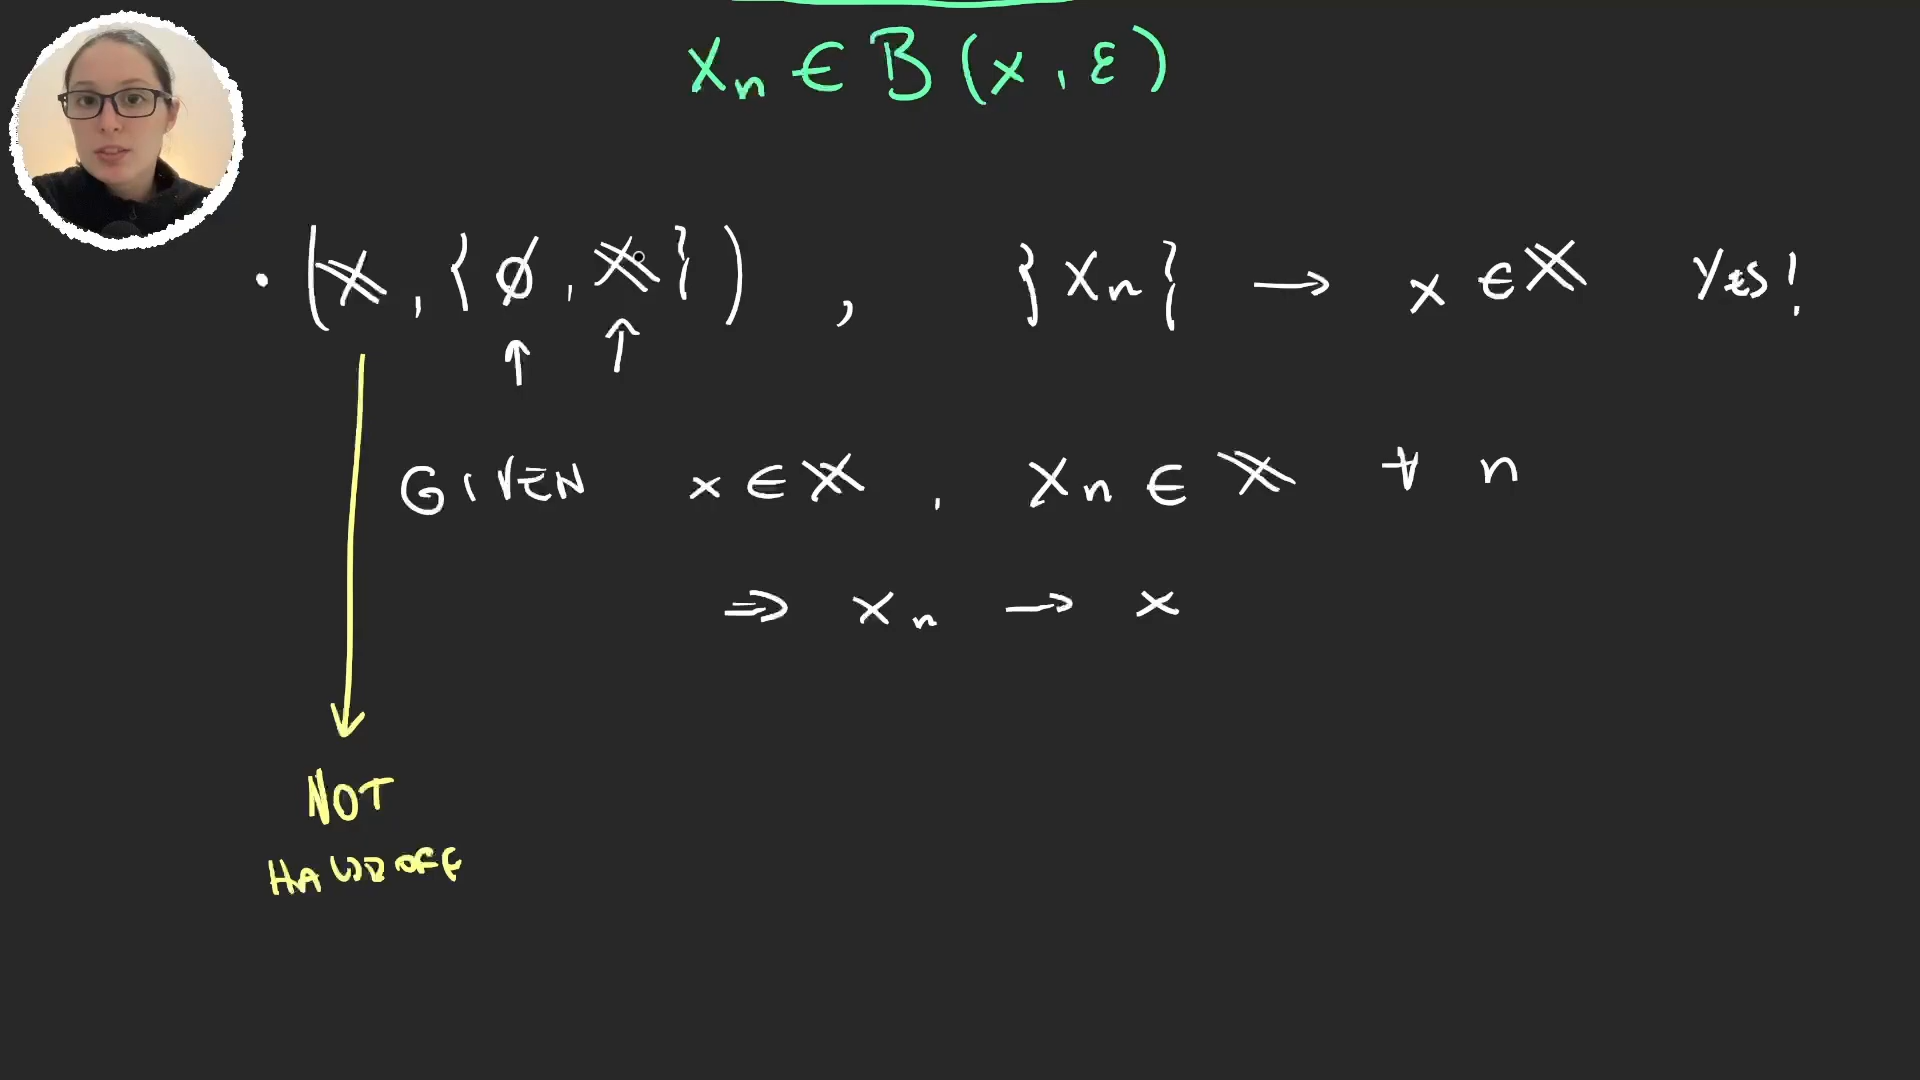 xₙ ∈ B(x, ε)
• (𝕏, {∅, 𝕏}), {xₙ} → x ∈ 𝕏 Yes!
↑ ↑
GIVEN x ∈ 𝕏, xₙ ∈ 𝕏 ∀ n
⇒ xₙ → x
NOT
HAUSDORFF